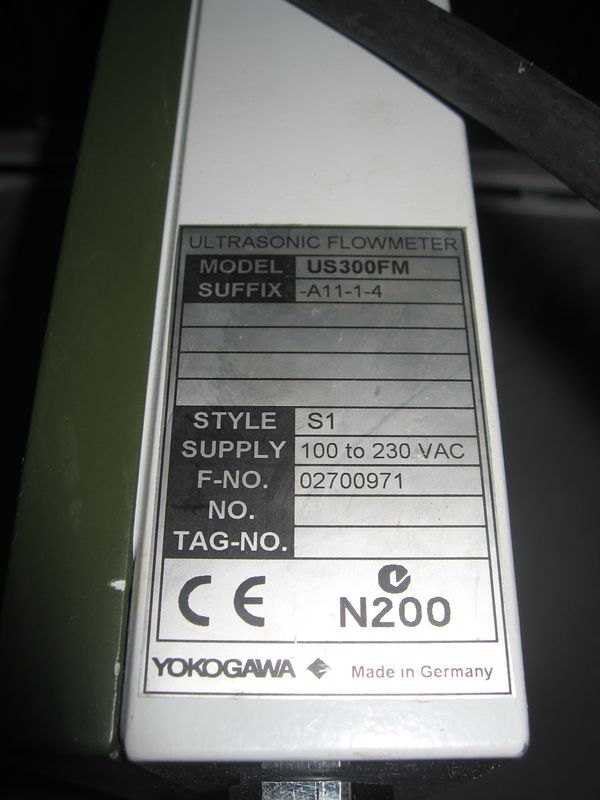 ULTRASONIC FLOWMETER
MODEL US300FM
SUFFIX -A11-1-4
STYLE S1
SUPPLY 100 to 230 VAC
F-NO. 02700971
NO.
TAG-NO.
CE
N200
YOKOGAWA Made in Germany